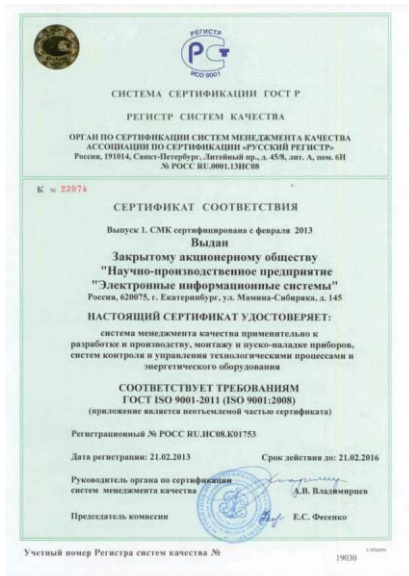 РЕГИСТР
РСТ
ИСО 9001
СИСТЕМА СЕРТИФИКАЦИИ ГОСТ Р
РЕГИСТР СИСТЕМ КАЧЕСТВА
ОРГАН ПО СЕРТИФИКАЦИИ СИСТЕМ МЕНЕДЖМЕНТА КАЧЕСТВА
АССОЦИАЦИИ ПО СЕРТИФИКАЦИИ «РУССКИЙ РЕГИСТР»
Россия, 191014, Санкт-Петербург, Литейный пр., д. 45/8, лит. А, пом. 6Н
№ РОСС RU.0001.13ИС08
К № 23974
СЕРТИФИКАТ СООТВЕТСТВИЯ
Выпуск 1. СМК сертифицирована с февраля 2013
Выдан
Закрытому акционерному обществу
"Научно-производственное предприятие
"Электронные информационные системы"
Россия, 620075, г. Екатеринбург, ул. Мамина-Сибиряка, д. 145
НАСТОЯЩИЙ СЕРТИФИКАТ УДОСТОВЕРЯЕТ:
система менеджмента качества применительно к
разработке и производству, монтажу и пуско-наладке приборов,
систем контроля и управления технологическими процессами и
энергетического оборудования
СООТВЕТСТВУЕТ ТРЕБОВАНИЯМ
ГОСТ ISO 9001-2011 (ISO 9001:2008)
(приложение является неотъемлемой частью сертификата)
Регистрационный № РОСС RU.ИС08.К01753
Дата регистрации: 21.02.2013 Срок действия до: 21.02.2016
Руководитель органа по сертификации
систем менеджмента качества А.В. Владимирцев
Председатель комиссии Е.С. Фесенко
Учетный номер Регистра систем качества № 19030